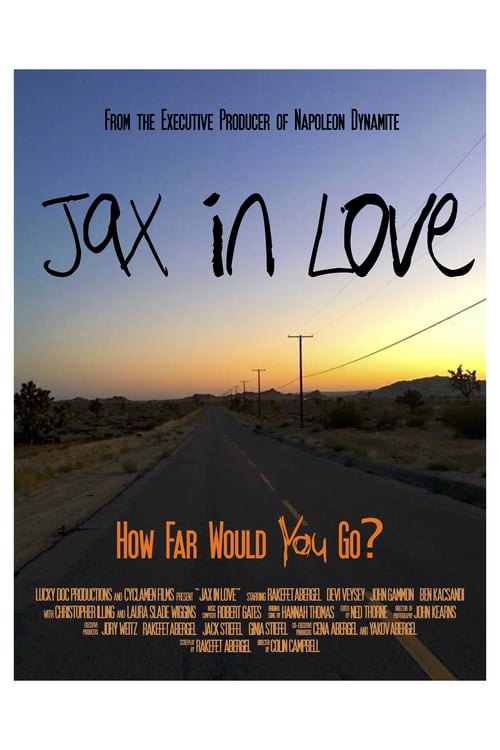 From the Executive Producer of Napoleon Dynamite
Jax in Love
How Far Would You Go?
Lucky Doc Productions and Cyclamen Films present "Jax in Love" starring Rakefet Abergel Devi Veysey John Gammon Ben Kacsandi
with Christopher Illing and Laura Slade Wiggins music composer Robert Gates original song by Hannah Thomas edited by Ned Thorne director of photography John Kearns
executive producers Jory Weitz Rakefet Abergel Jack Stiefel Ginia Stiefel co-executive producers Cena Abergel and Yakov Abergel
screenplay by Rakefet Abergel directed by Colin Campbell